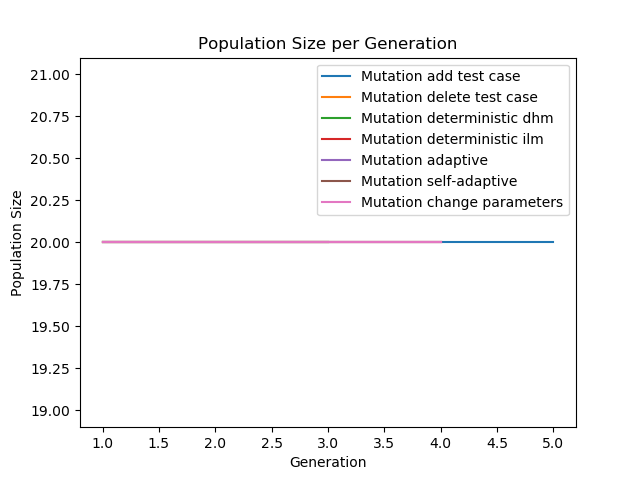 Population Size per Generation
21.00
20.75
20.50
20.25
20.00
19.75
19.50
19.25
19.00
Population Size
Mutation add test case
Mutation delete test case
Mutation deterministic dhm
Mutation deterministic ilm
Mutation adaptive
Mutation self-adaptive
Mutation change parameters
1.0 1.5 2.0 2.5 3.0 3.5 4.0 4.5 5.0
Generation